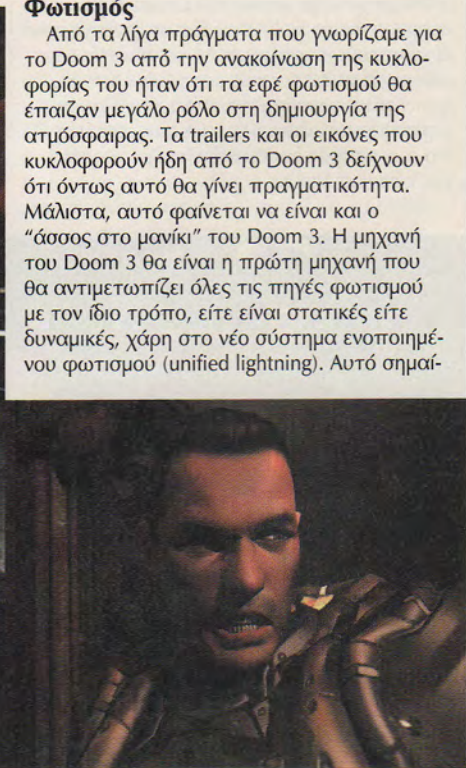 Φωτισμός
Από τα λίγα πράγματα που γνωρίζαμε για
το Doom 3 από την ανακοίνωση της κυκλο-
φορίας του ήταν ότι τα εφέ φωτισμού θα
έπαιζαν μεγάλο ρόλο στη δημιουργία της
ατμόσφαιρας. Τα trailers και οι εικόνες που
κυκλοφορούν ήδη από το Doom 3 δείχνουν
ότι όντως αυτό θα γίνει πραγματικότητα.
Μάλιστα, αυτό φαίνεται να είναι και ο
“άσσος στο μανίκι” του Doom 3. Η μηχανή
του Doom 3 θα είναι η πρώτη μηχανή που
θα αντιμετωπίζει όλες τις πηγές φωτισμού
με τον ίδιο τρόπο, είτε είναι στατικές είτε
δυναμικές, χάρη στο νέο σύστημα ενοποιημέ-
νου φωτισμού (unified lightning). Αυτό σημαί-